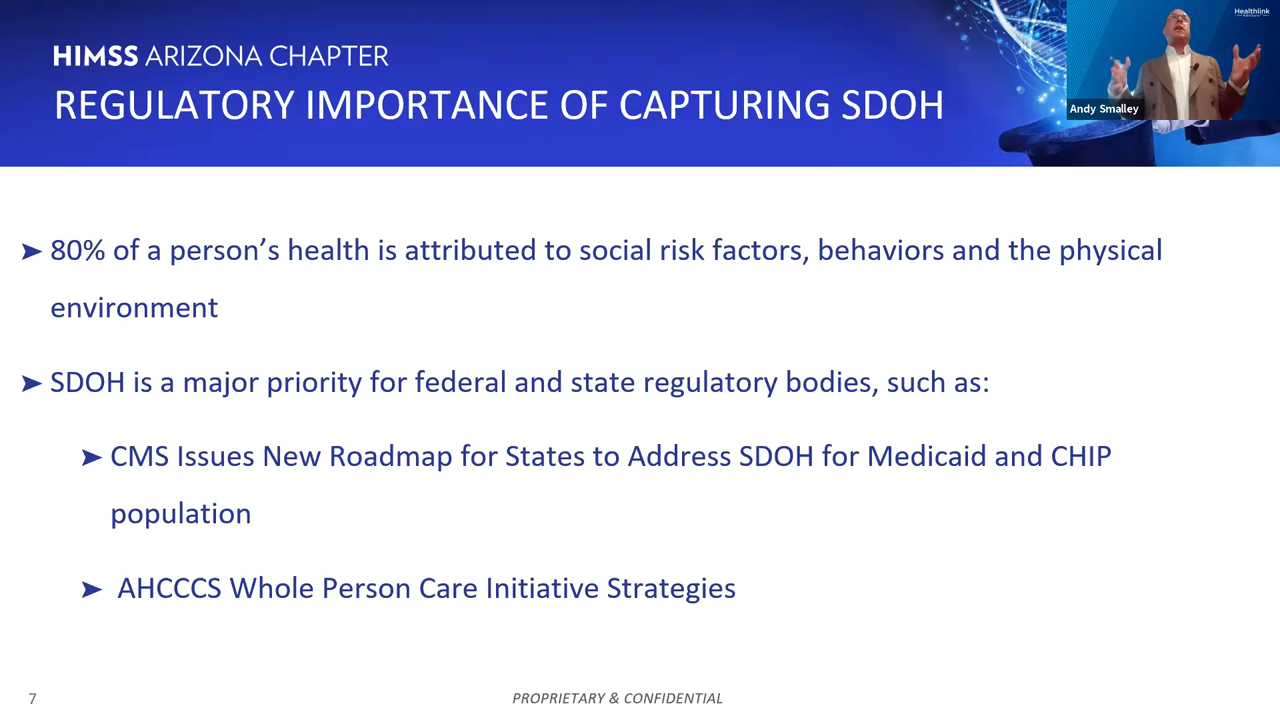 HIMSS ARIZONA CHAPTER
REGULATORY IMPORTANCE OF CAPTURING SDOH
Healthlink
Andy Smalley
➤ 80% of a person’s health is attributed to social risk factors, behaviors and the physical
environment
➤ SDOH is a major priority for federal and state regulatory bodies, such as:
➤ CMS Issues New Roadmap for States to Address SDOH for Medicaid and CHIP
population
➤ AHCCCS Whole Person Care Initiative Strategies
7
PROPRIETARY & CONFIDENTIAL